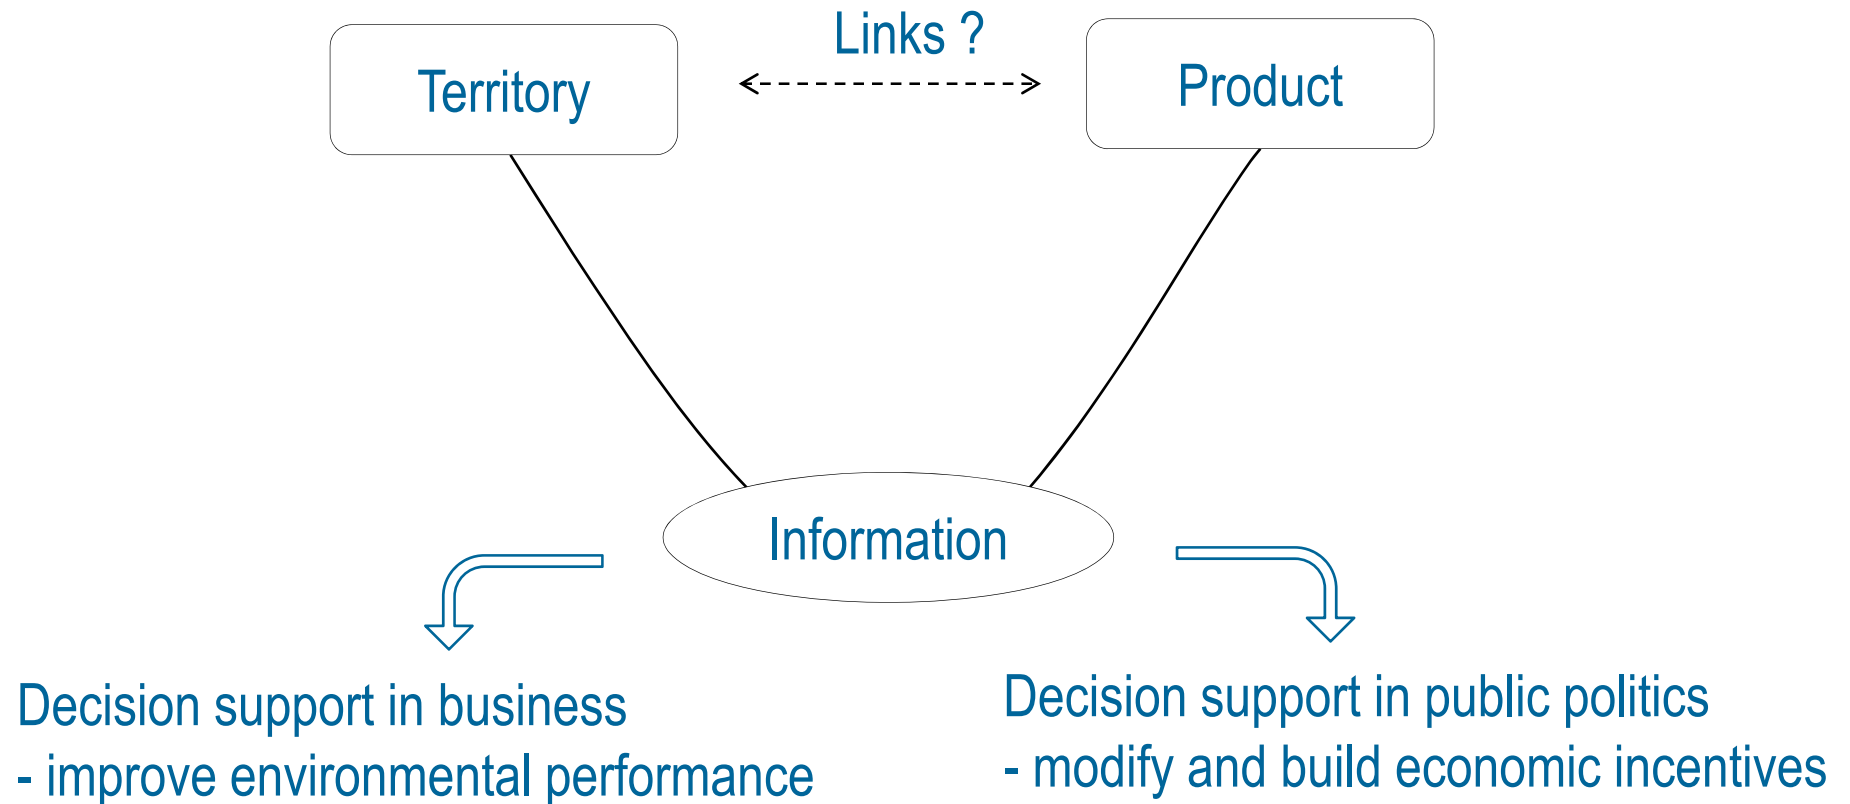 Links ?
Territory
Product
Information
Decision support in business
- improve environmental performance
Decision support in public politics
- modify and build economic incentives